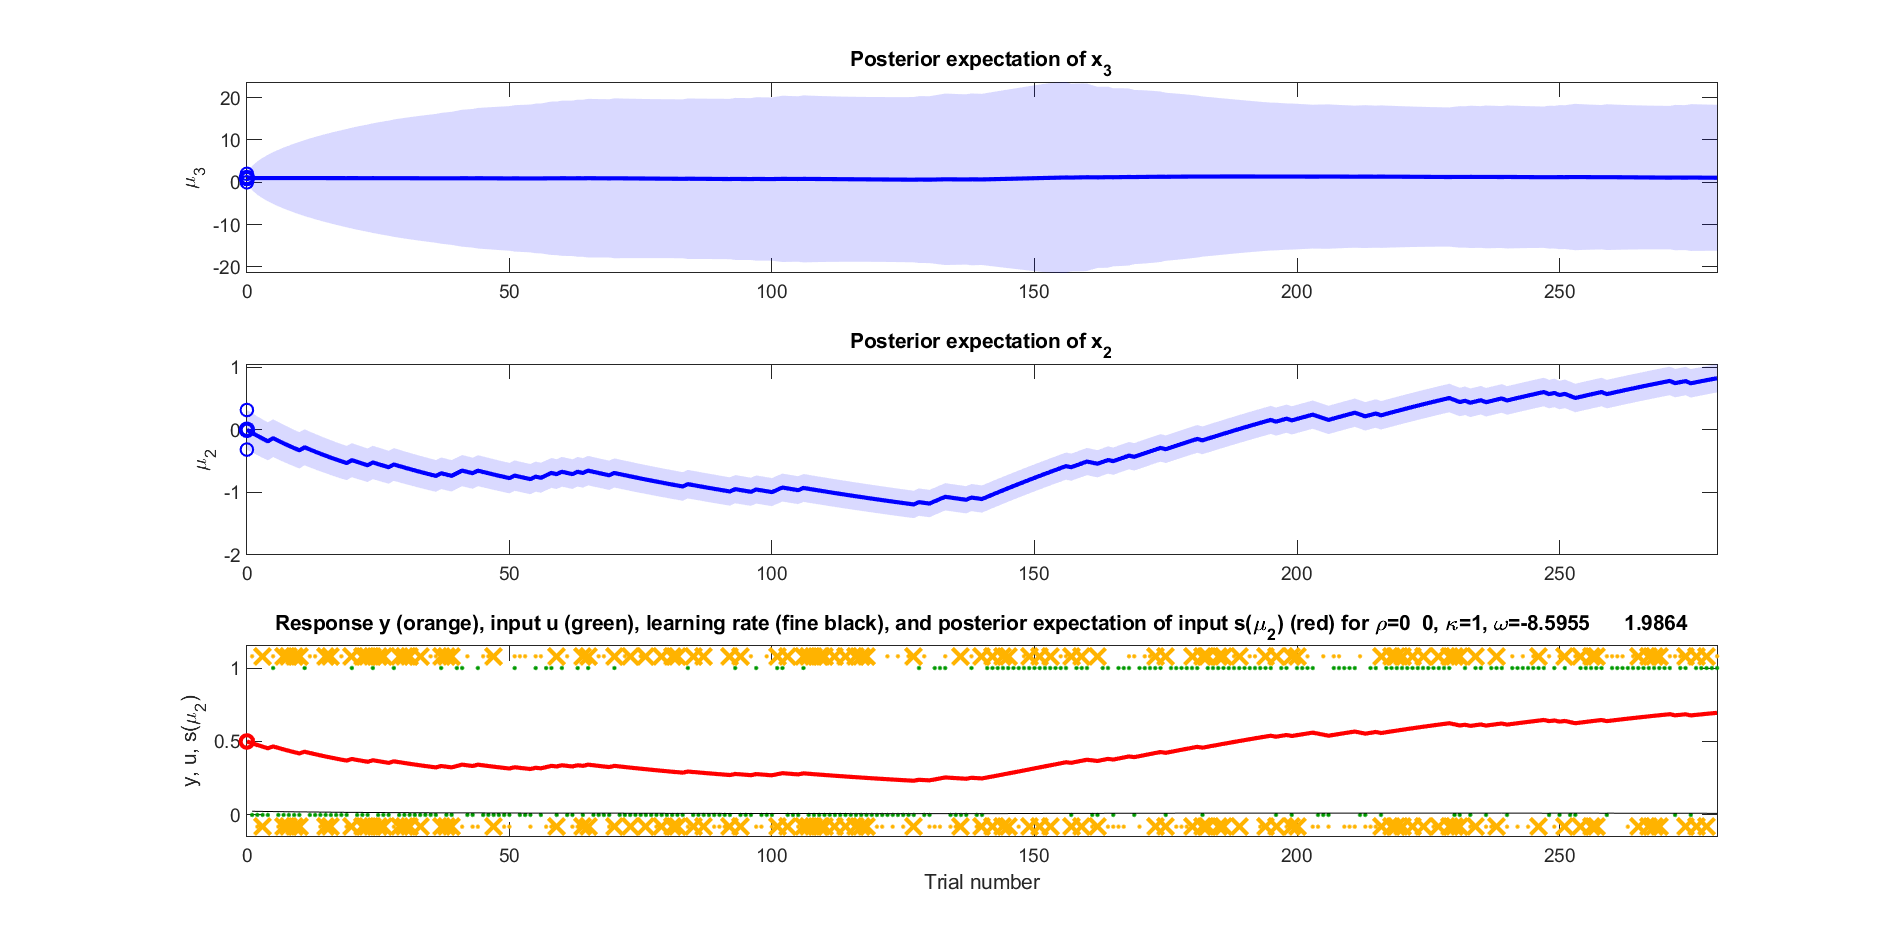 Posterior expectation of x₃
20
10
0
-10
-20
μ₃
0 50 100 150 200 250
Posterior expectation of x₂
1
0
-1
-2
μ₂
0 50 100 150 200 250
Response y (orange), input u (green), learning rate (fine black), and posterior expectation of input s(μ₂) (red) for ρ=0 0, κ=1, ω=-8.5955 1.9864
1
0.5
0
y, u, s(μ₂)
0 50 100 150 200 250
Trial number